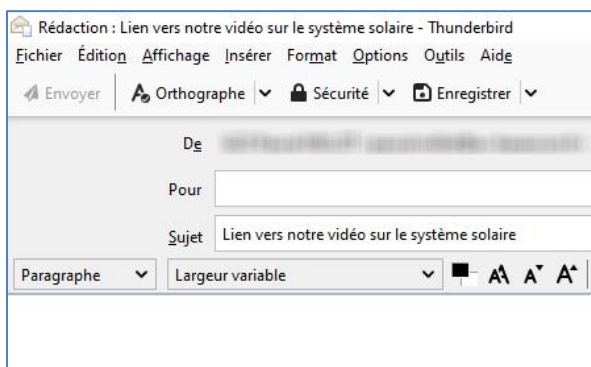 Rédaction : Lien vers notre vidéo sur le système solaire - Thunderbird
Fichier Édition Affichage Insérer Format Options Outils Aide
Envoyer Orthographe Sécurité Enregistrer
De
Pour
Sujet Lien vers notre vidéo sur le système solaire
Paragraphe Largeur variable